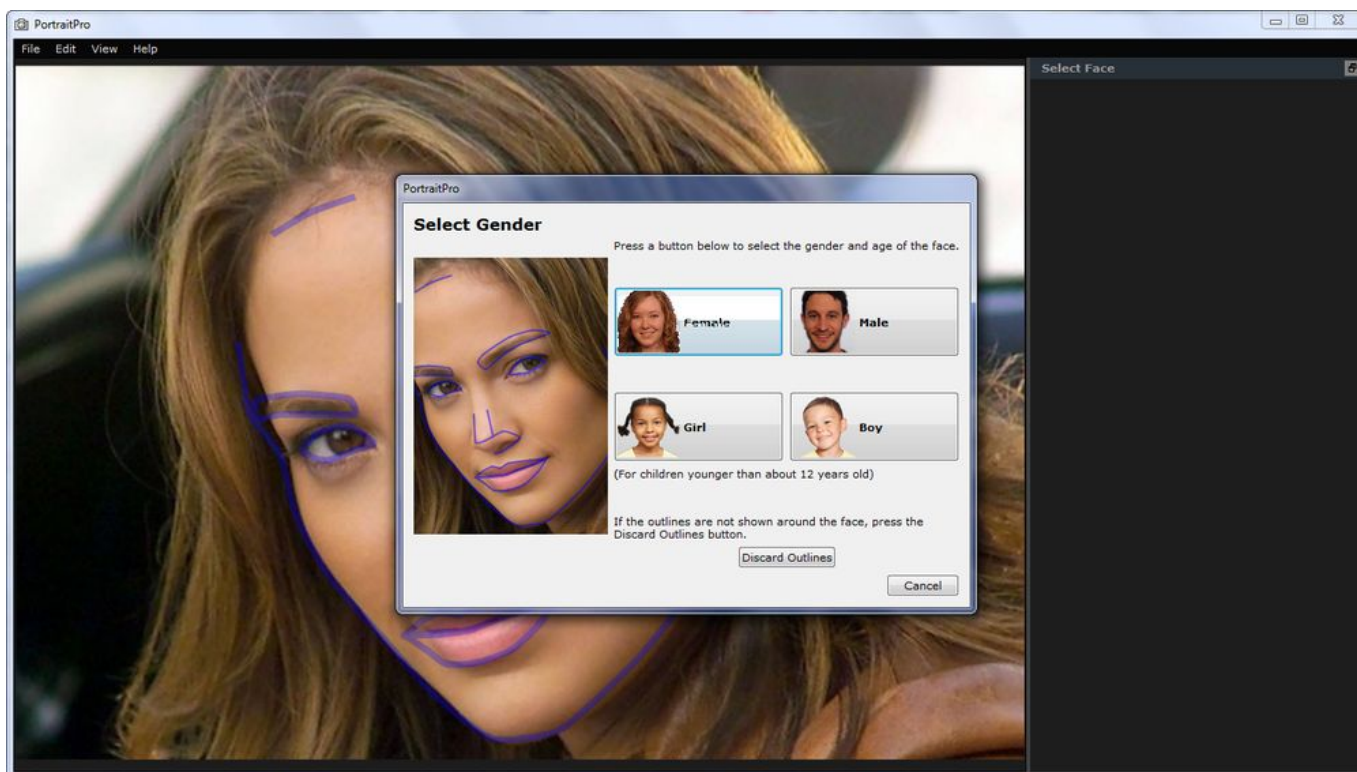 PortraitPro
File Edit View Help
Select Face
PortraitPro
Select Gender
Press a button below to select the gender and age of the face.
Female
Male
Girl
Boy
(For children younger than about 12 years old)
If the outlines are not shown around the face, press the
Discard Outlines button.
Discard Outlines
Cancel